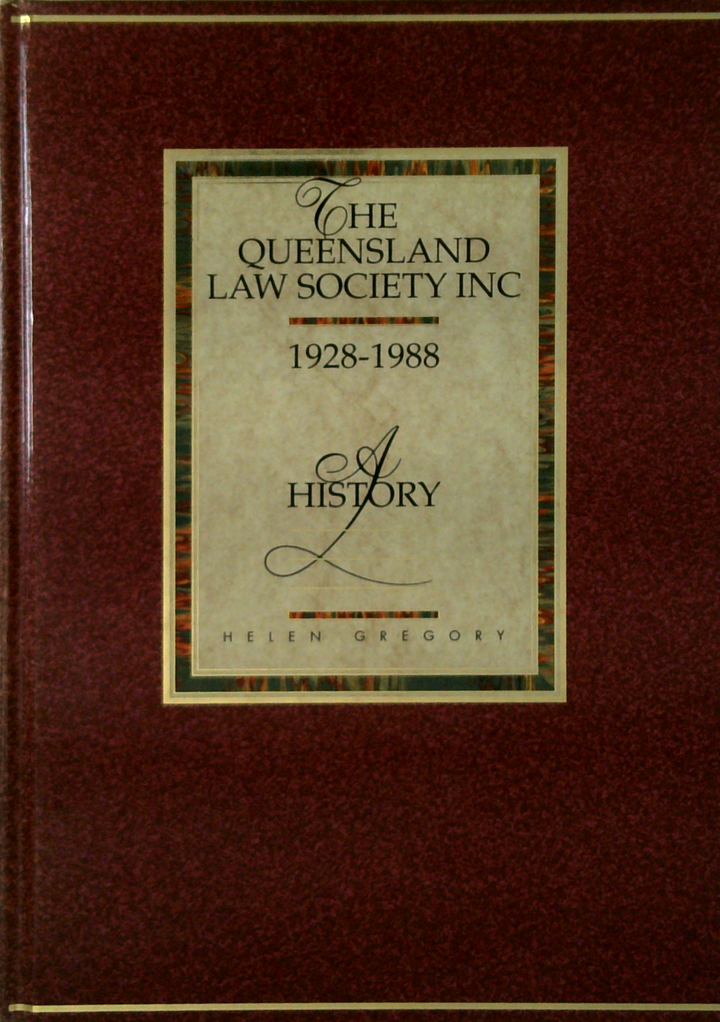 THE
QUEENSLAND
LAW SOCIETY INC
1928-1988
A
HISTORY
HELEN GREGORY